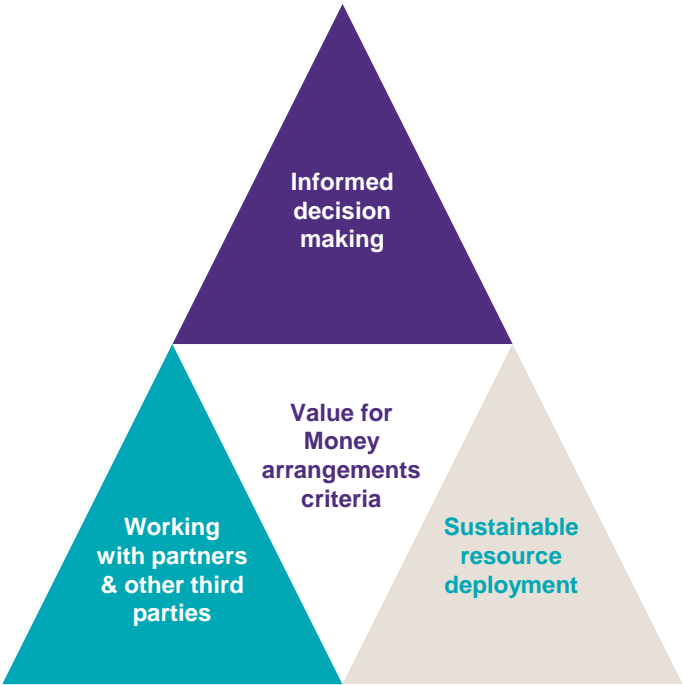 Informed
decision
making
Value for
Money
arrangements
criteria
Working
with partners
& other third
parties
Sustainable
resource
deployment